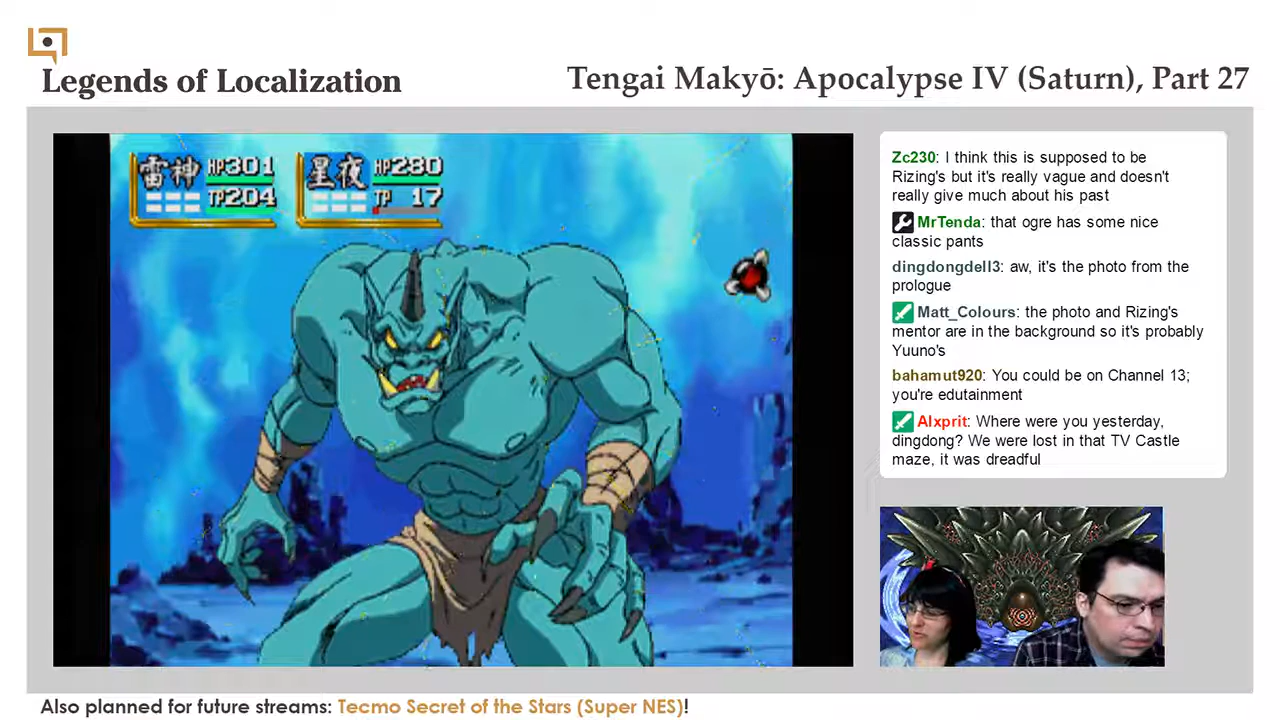 Legends of Localization
Tengai Makyō: Apocalypse IV (Saturn), Part 27
雷神 HP301
TP204
星夜 HP280
TP 17
Zc230: I think this is supposed to be
Rizing's but it's really vague and doesn't
really give much about his past
MrTenda: that ogre has some nice
classic pants
dingdongdell3: aw, it's the photo from the
prologue
Matt_Colours: the photo and Rizing's
mentor are in the background so it's probably
Yuuno's
bahamut920: You could be on Channel 13;
you're edutainment
Alxprit: Where were you yesterday,
dingdong? We were lost in that TV Castle
maze, it was dreadful
Also planned for future streams: Tecmo Secret of the Stars (Super NES)!